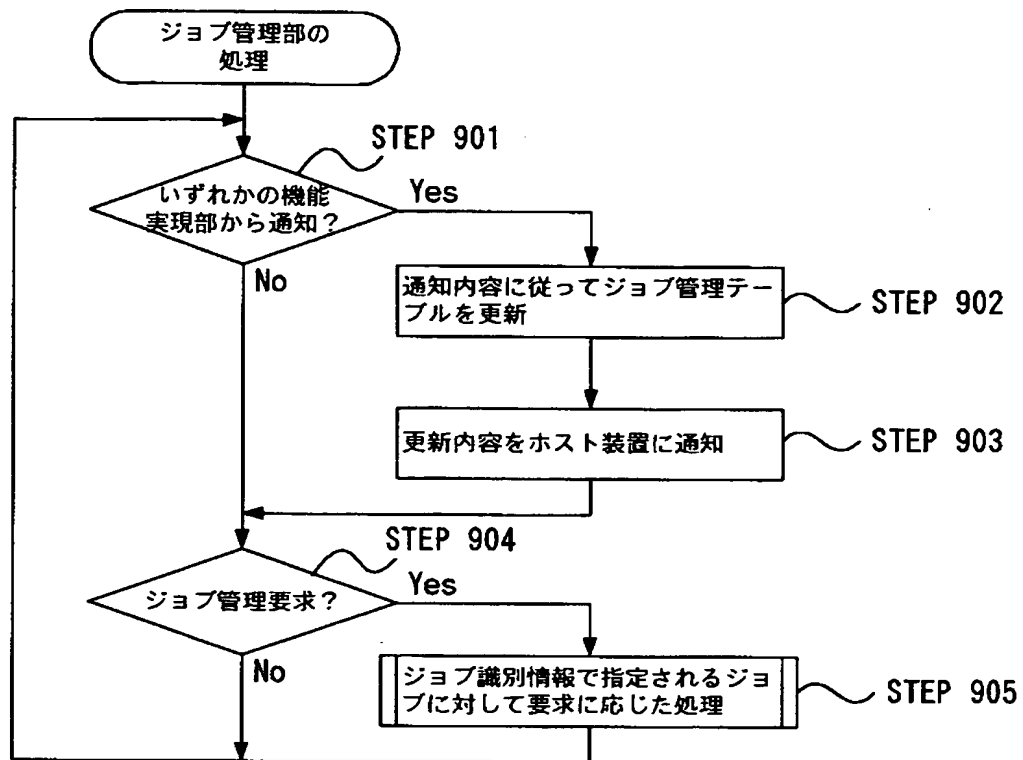 ジョブ管理部の
処理
STEP 901
いずれかの機能
実現部から通知？
Yes
No
通知内容に従ってジョブ管理テー
ブルを更新
STEP 902
更新内容をホスト装置に通知
STEP 903
STEP 904
ジョブ管理要求？
Yes
No
ジョブ識別情報で指定されるジョ
ブに対して要求に応じた処理
STEP 905